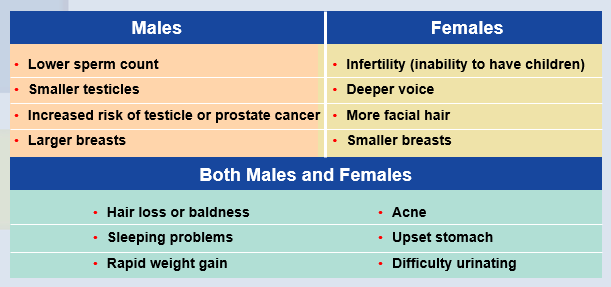 Males
Females
• Lower sperm count
• Infertility (inability to have children)
• Smaller testicles
• Deeper voice
• Increased risk of testicle or prostate cancer
• More facial hair
• Larger breasts
• Smaller breasts
Both Males and Females
• Hair loss or baldness
• Acne
• Sleeping problems
• Upset stomach
• Rapid weight gain
• Difficulty urinating